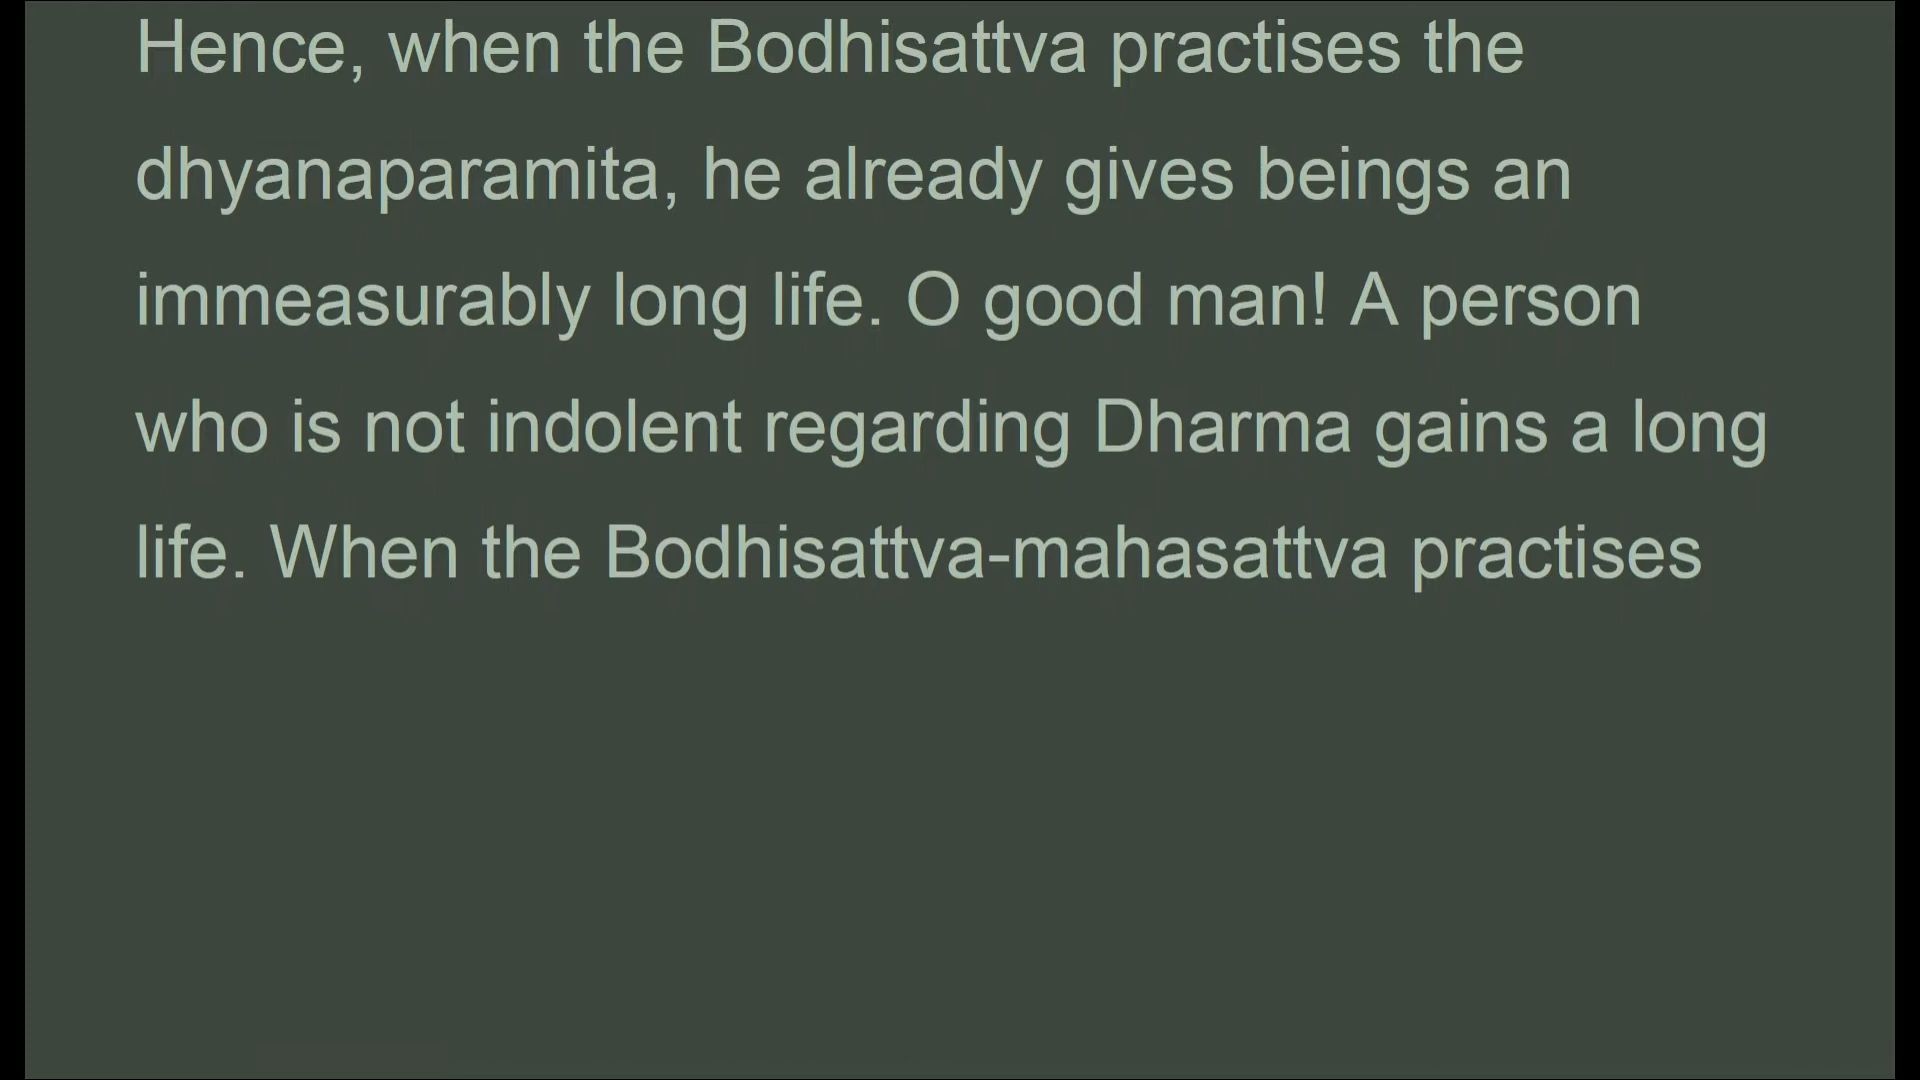 Hence, when the Bodhisattva practises the
dhyanaparamita, he already gives beings an
immeasurably long life. O good man! A person
who is not indolent regarding Dharma gains a long
life. When the Bodhisattva-mahasattva practises